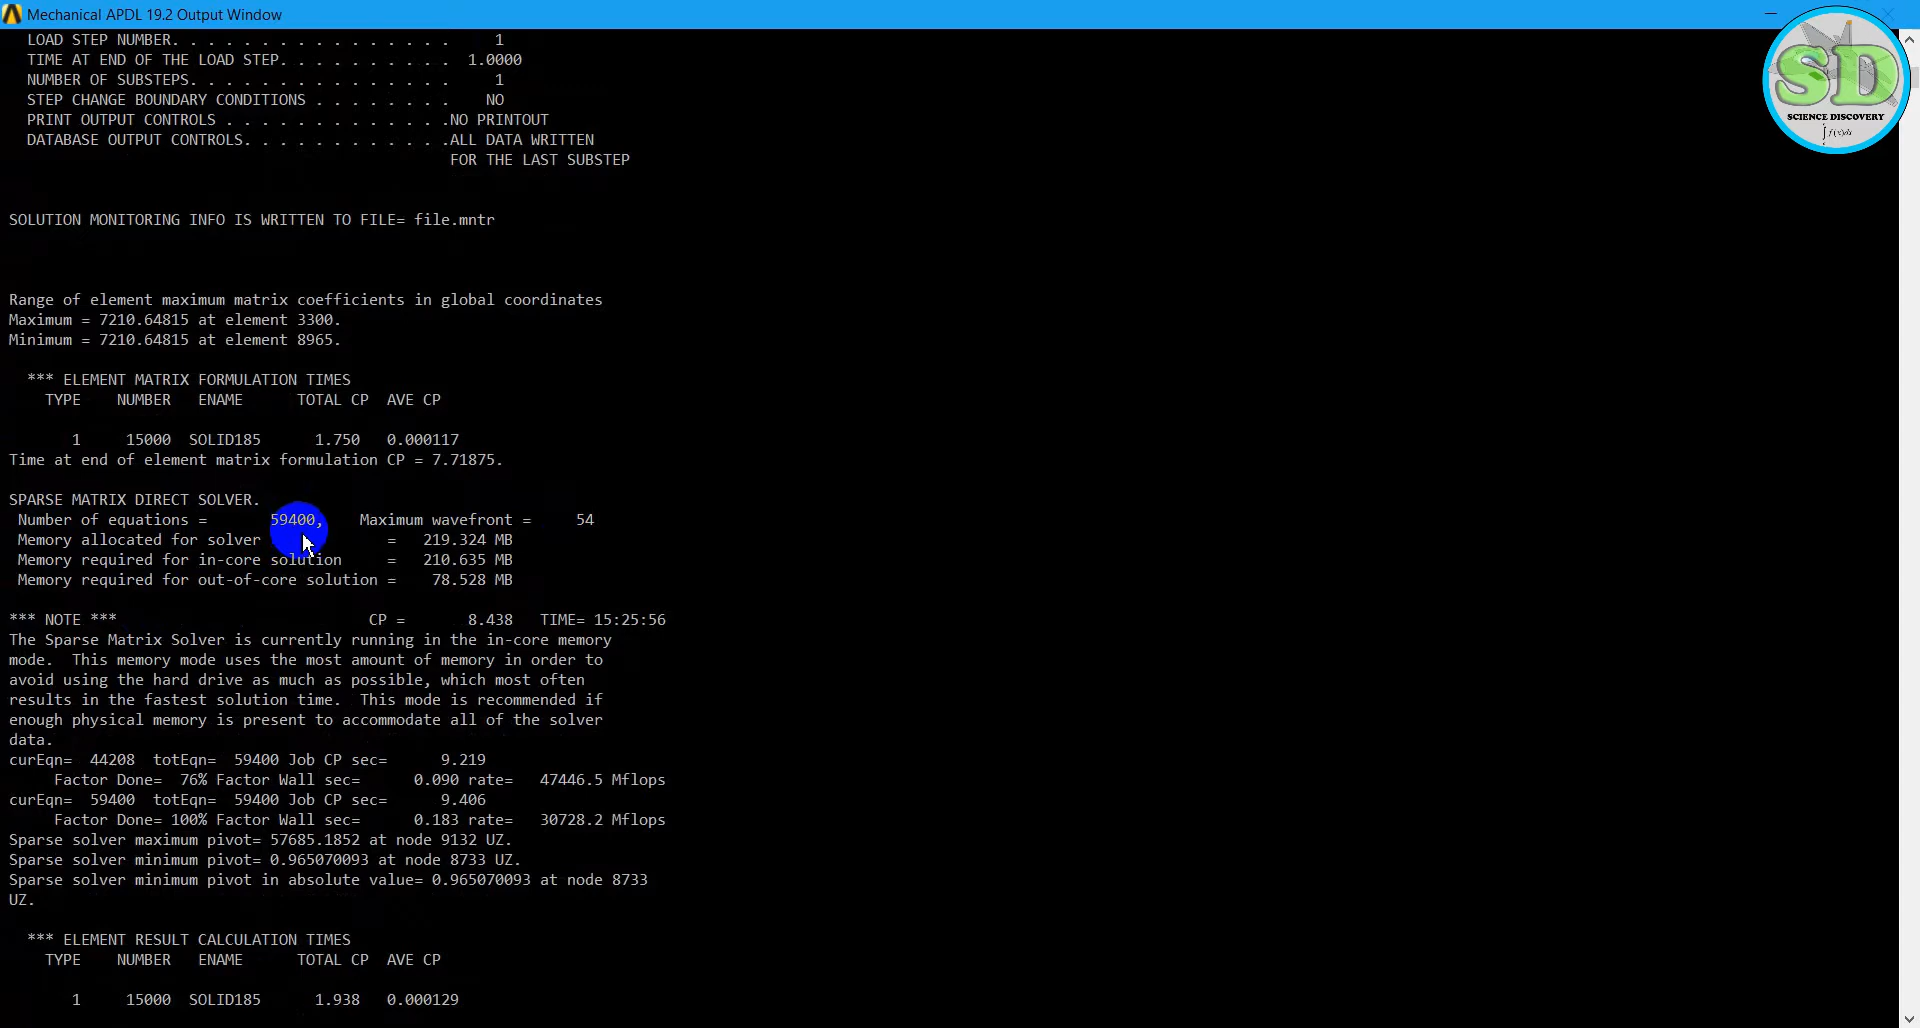 Mechanical APDL 19.2 Output Window
LOAD STEP NUMBER. . . . . . . . . . . . . . . . 1
TIME AT END OF THE LOAD STEP. . . . . . . . . . 1.0000
NUMBER OF SUBSTEPS. . . . . . . . . . . . . . . 1
STEP CHANGE BOUNDARY CONDITIONS . . . . . . . . NO
PRINT OUTPUT CONTROLS . . . . . . . . . . . . .NO PRINTOUT
DATABASE OUTPUT CONTROLS. . . . . . . . . . . .ALL DATA WRITTEN
FOR THE LAST SUBSTEP
SOLUTION MONITORING INFO IS WRITTEN TO FILE= file.mntr
Range of element maximum matrix coefficients in global coordinates
Maximum = 7210.64815 at element 3300.
Minimum = 7210.64815 at element 8965.
*** ELEMENT MATRIX FORMULATION TIMES
TYPE NUMBER ENAME TOTAL CP AVE CP
1 15000 SOLID185 1.750 0.000117
Time at end of element matrix formulation CP = 7.71875.
SPARSE MATRIX DIRECT SOLVER.
Number of equations = 59400, Maximum wavefront = 54
Memory allocated for solver = 219.324 MB
Memory required for in-core solution = 210.635 MB
Memory required for out-of-core solution = 78.528 MB
*** NOTE *** CP = 8.438 TIME= 15:25:56
The Sparse Matrix Solver is currently running in the in-core memory
mode. This memory mode uses the most amount of memory in order to
avoid using the hard drive as much as possible, which most often
results in the fastest solution time. This mode is recommended if
enough physical memory is present to accommodate all of the solver
data.
curEqn= 44208 totEqn= 59400 Job CP sec= 9.219
Factor Done= 76% Factor Wall sec= 0.090 rate= 47446.5 Mflops
curEqn= 59400 totEqn= 59400 Job CP sec= 9.406
Factor Done= 100% Factor Wall sec= 0.183 rate= 30728.2 Mflops
Sparse solver maximum pivot= 57685.1852 at node 9132 UZ.
Sparse solver minimum pivot= 0.965070093 at node 8733 UZ.
Sparse solver minimum pivot in absolute value= 0.965070093 at node 8733
UZ.
*** ELEMENT RESULT CALCULATION TIMES
TYPE NUMBER ENAME TOTAL CP AVE CP
1 15000 SOLID185 1.938 0.000129
SD
SCIENCE DISCOVERY
∫ f(x)dx